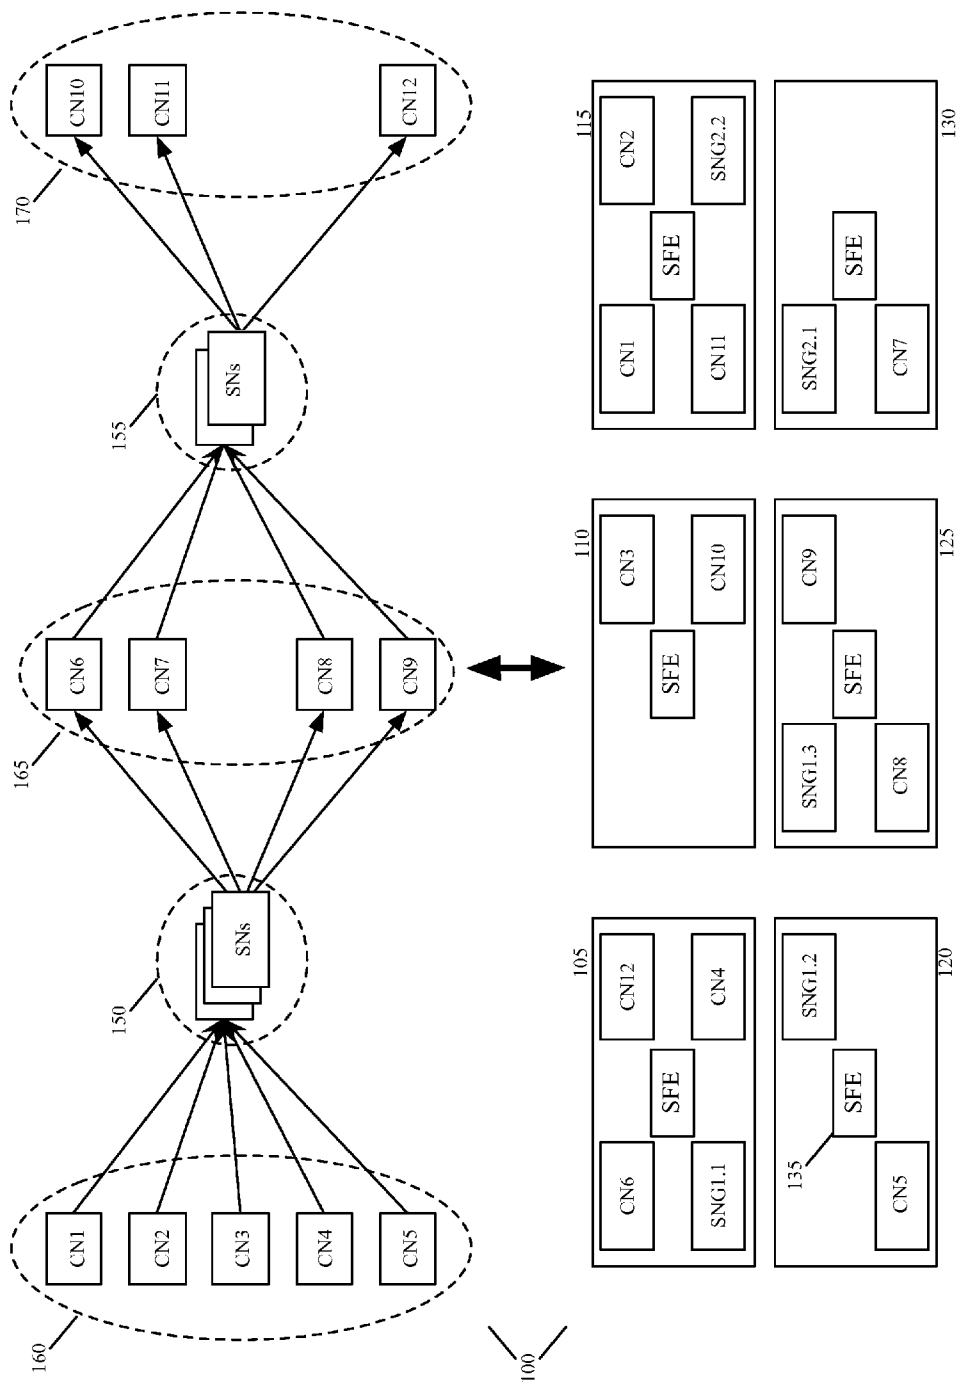 160
CN1
CN2
CN3
CN4
CN5
150
SNs
165
CN6
CN7
CN8
CN9
155
SNs
170
CN10
CN11
CN12
100
105
CN6
CN12
SFE
SNG1.1
CN4
110
CN3
SFE
CN10
115
CN1
CN2
SFE
CN11
SNG2.2
SNG1.2
135
SFE
CN5
120
SNG1.3
CN9
SFE
CN8
125
SNG2.1
SFE
CN7
130